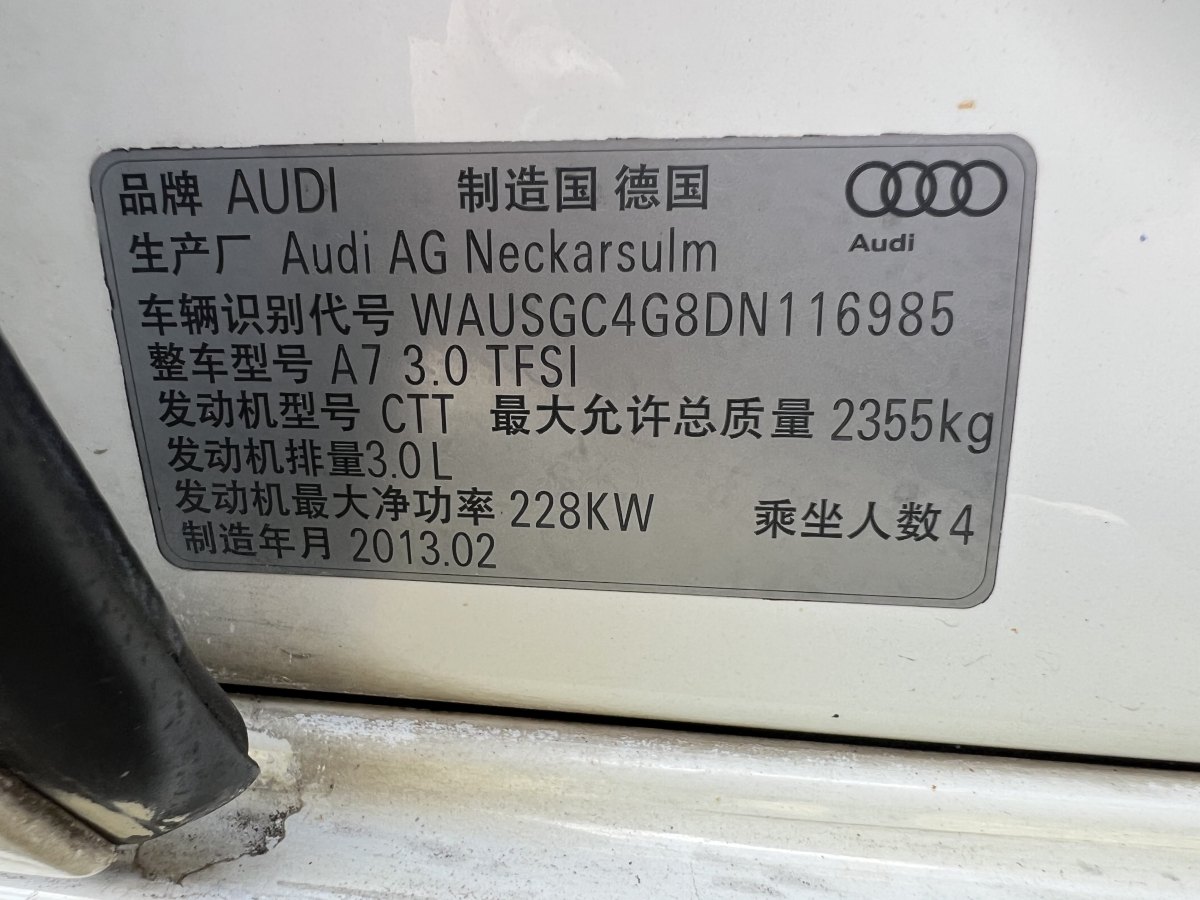 品牌 AUDI 制造国 德国
Audi
生产厂 Audi AG Neckarsulm
车辆识别代号 WAUSGC4G8DN116985
整车型号 A7 3.0 TFSI
发动机型号 CTT 最大允许总质量 2355kg
发动机排量3.0L
发动机最大净功率 228KW 乘坐人数4
制造年月 2013.02